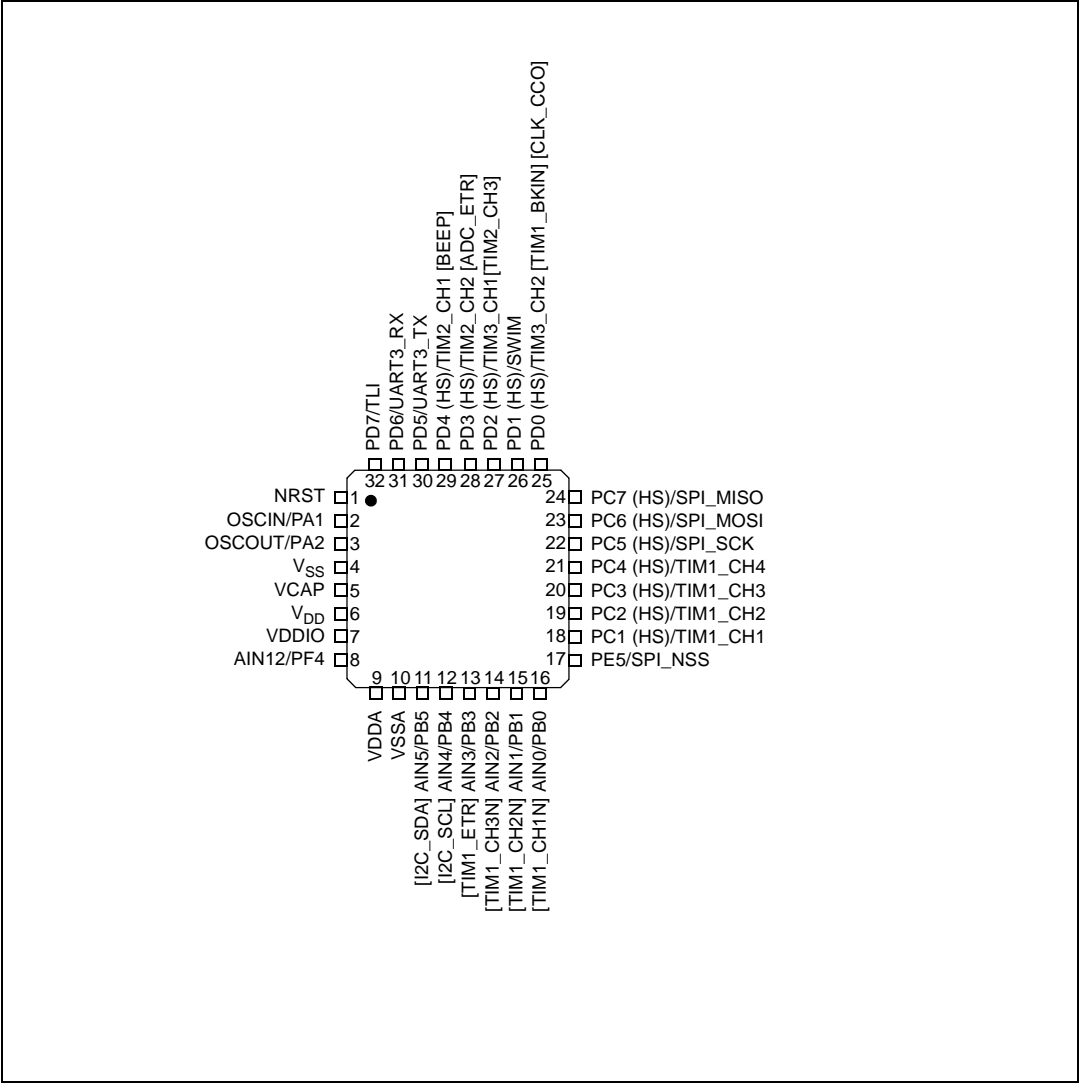 PD7/TLI
PD6/UART3_RX
PD5/UART3_TX
PD4 (HS)/TIM2_CH1 [BEEP]
PD3 (HS)/TIM2_CH2 [ADC_ETR]
PD2 (HS)/TIM3_CH1[TIM2_CH3]
PD1 (HS)/SWIM
PD0 (HS)/TIM3_CH2 [TIM1_BKIN] [CLK_CCO]
32 31 30 29 28 27 26 25
NRST 1
OSCIN/PA1 2
OSCOUT/PA2 3
VSS 4
VCAP 5
VDD 6
VDDIO 7
AIN12/PF4 8
24 PC7 (HS)/SPI_MISO
23 PC6 (HS)/SPI_MOSI
22 PC5 (HS)/SPI_SCK
21 PC4 (HS)/TIM1_CH4
20 PC3 (HS)/TIM1_CH3
19 PC2 (HS)/TIM1_CH2
18 PC1 (HS)/TIM1_CH1
17 PE5/SPI_NSS
9 10 11 12 13 14 15 16
VDDA
VSSA
[I2C_SDA] AIN5/PB5
[I2C_SCL] AIN4/PB4
[TIM1_ETR] AIN3/PB3
[TIM1_CH3N] AIN2/PB2
[TIM1_CH2N] AIN1/PB1
[TIM1_CH1N] AIN0/PB0